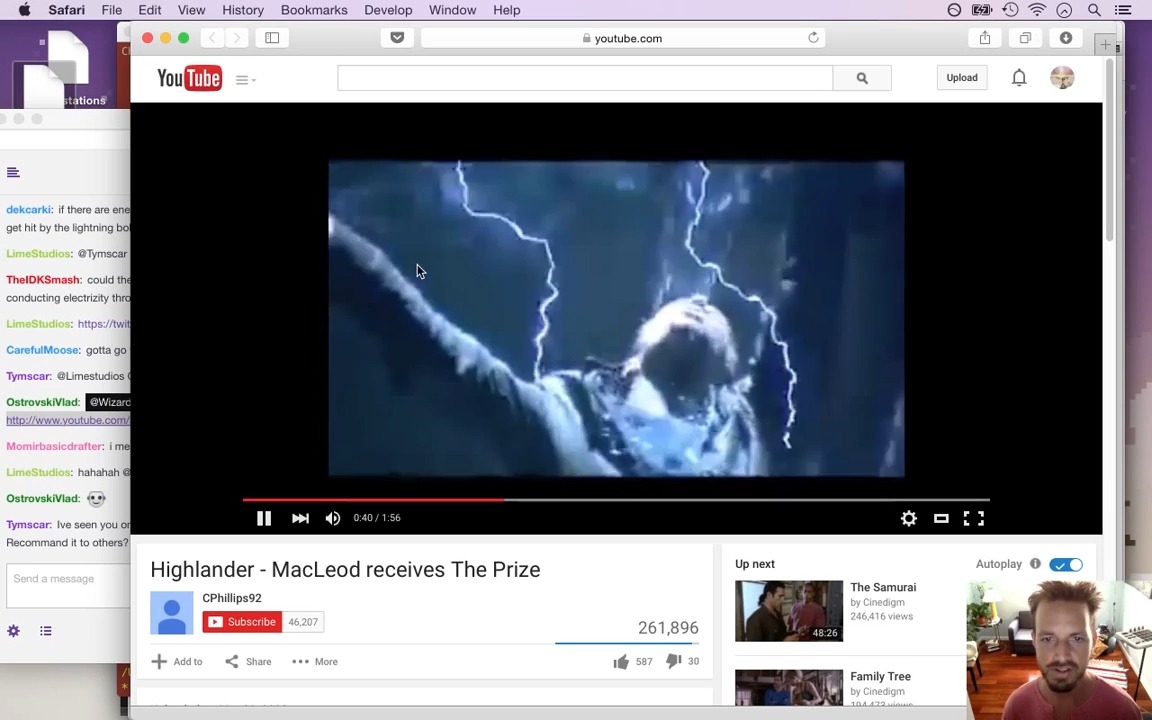 Safari File Edit View History Bookmarks Develop Window Help
youtube.com
YouTube
Upload
stations
dekcarki: if there are ene
get hit by the lightning bo
LimeStudios: @Tymscar
TheIDKSmash: could the
conducting electrizity thro
LimeStudios: https://twit
CarefulMoose: gotta go
Tymscar: @Limestudios
OstrovskiVlad: @Wizard
http://www.youtube.com/
Momirbasicdrafter: i me
LimeStudios: hahahah @
OstrovskiVlad:
Tymscar: Ive seen you on
Recommand it to others?
Send a message
0:40 / 1:56
Highlander - MacLeod receives The Prize
CPhillips92
Subscribe 46,207
261,896
Add to Share More
587 30
Up next
Autoplay
The Samurai
by Cinedigm
246,416 views
48:26
Family Tree
by Cinedigm